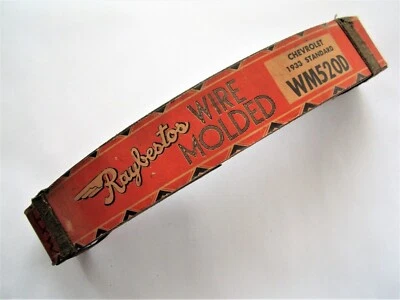 Raybestos
WIRE
MOLDED
CHEVROLET
1933 STANDARD
WM520D